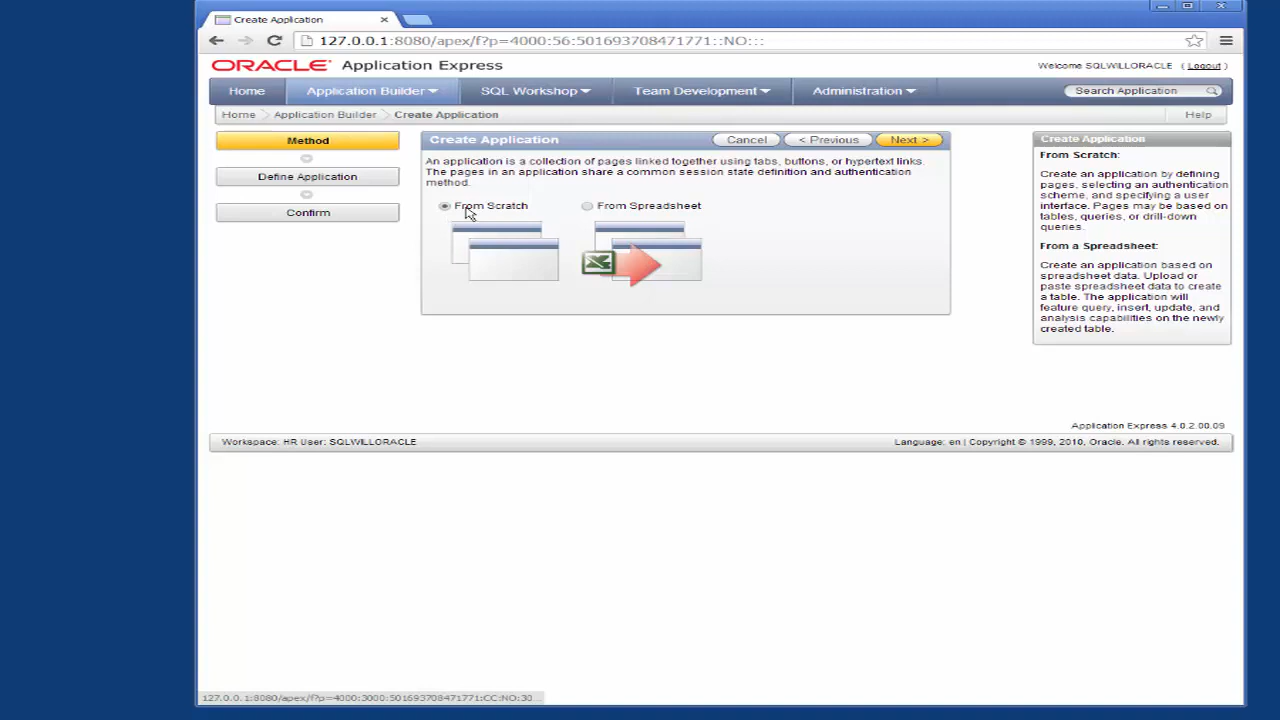 Create Application
127.0.0.1:8080/apex/f?p=4000:56:501693708471771::NO:::
ORACLE Application Express
Welcome SQLWILLORACLE ( Logout )
Home Application Builder SQL Workshop Team Development Administration Search Application
Home Application Builder Create Application Help
Method
Define Application
Confirm
Create Application Cancel < Previous Next >
An application is a collection of pages linked together using tabs, buttons, or hypertext links.
The pages in an application share a common session state definition and authentication
method.
From Scratch From Spreadsheet
Create Application
From Scratch:
Create an application by defining
pages, selecting an authentication
scheme, and specifying a user
interface. Pages may be based on
tables, queries, or drill-down
queries.
From a Spreadsheet:
Create an application based on
spreadsheet data. Upload or
paste spreadsheet data to create
a table. The application will
feature query, insert, update, and
analysis capabilities on the newly
created table.
Application Express 4.0.2.00.09
Workspace: HR User: SQLWILLORACLE Language: en | Copyright © 1999, 2010, Oracle. All rights reserved.
127.0.0.1:8080/apex/f?p=4000:3000:501693708471771:CC:NO:30